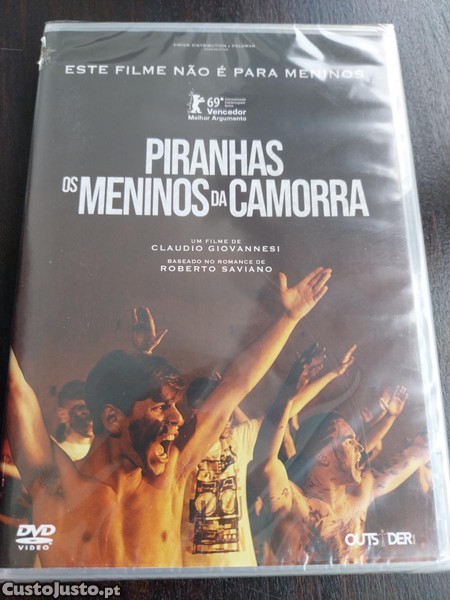 ESTE FILME NÃO É PARA MENINOS
69º
Vencedor
Melhor Argumento
PIRANHAS
OS MENINOS DA CAMORRA
UM FILME DE
CLAUDIO GIOVANNESI
BASEADO NO ROMANCE DE
ROBERTO SAVIANO
DVD
VIDEO
OUTSIDER
CustoJusto.pt